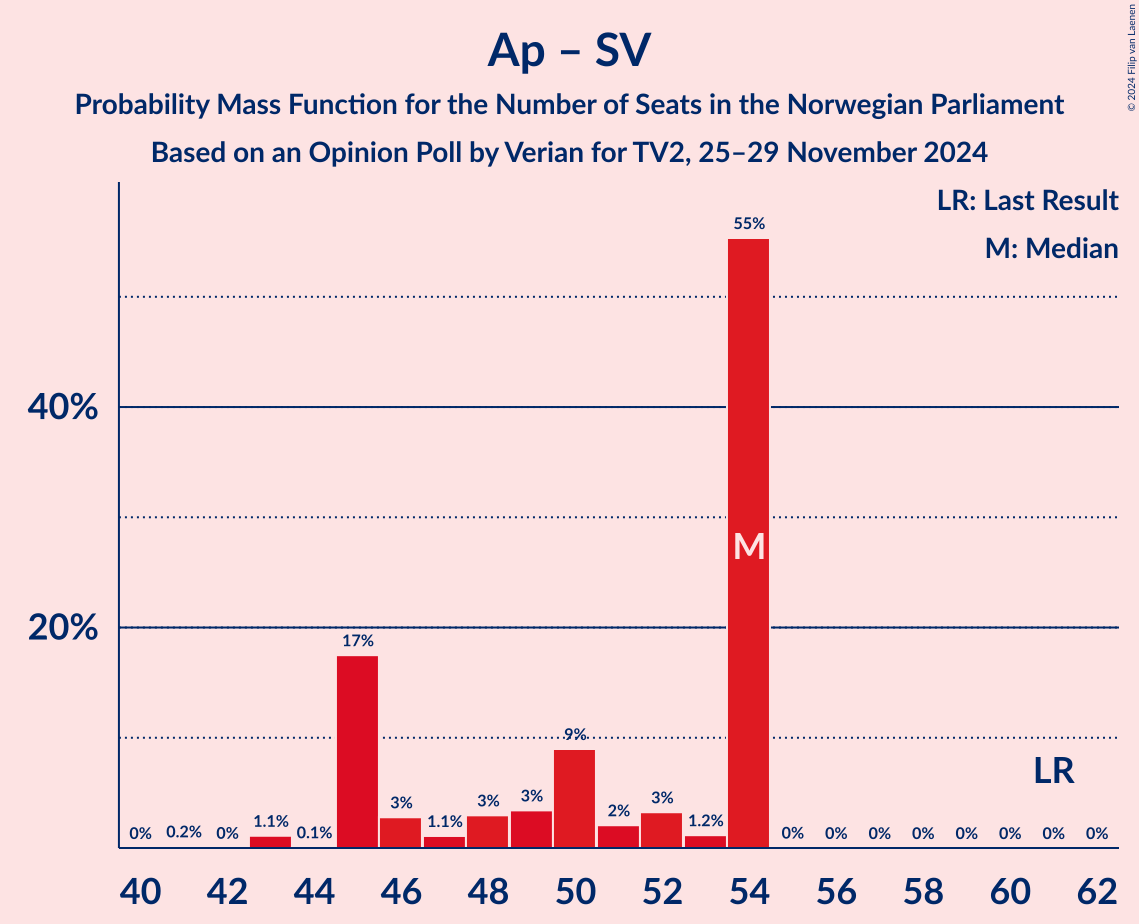 Ap – SV
Probability Mass Function for the Number of Seats in the Norwegian Parliament
Based on an Opinion Poll by Verian for TV2, 25–29 November 2024
© 2024 Filip van Laenen
LR: Last Result
M: Median
55%
40%
M
20%
17%
9%
LR
0%
0.2%
0%
1.1%
0.1%
3%
1.1%
3%
3%
2%
3%
1.2%
0%
0%
0%
0%
0%
0%
0%
0%
40 42 44 46 48 50 52 54 56 58 60 62